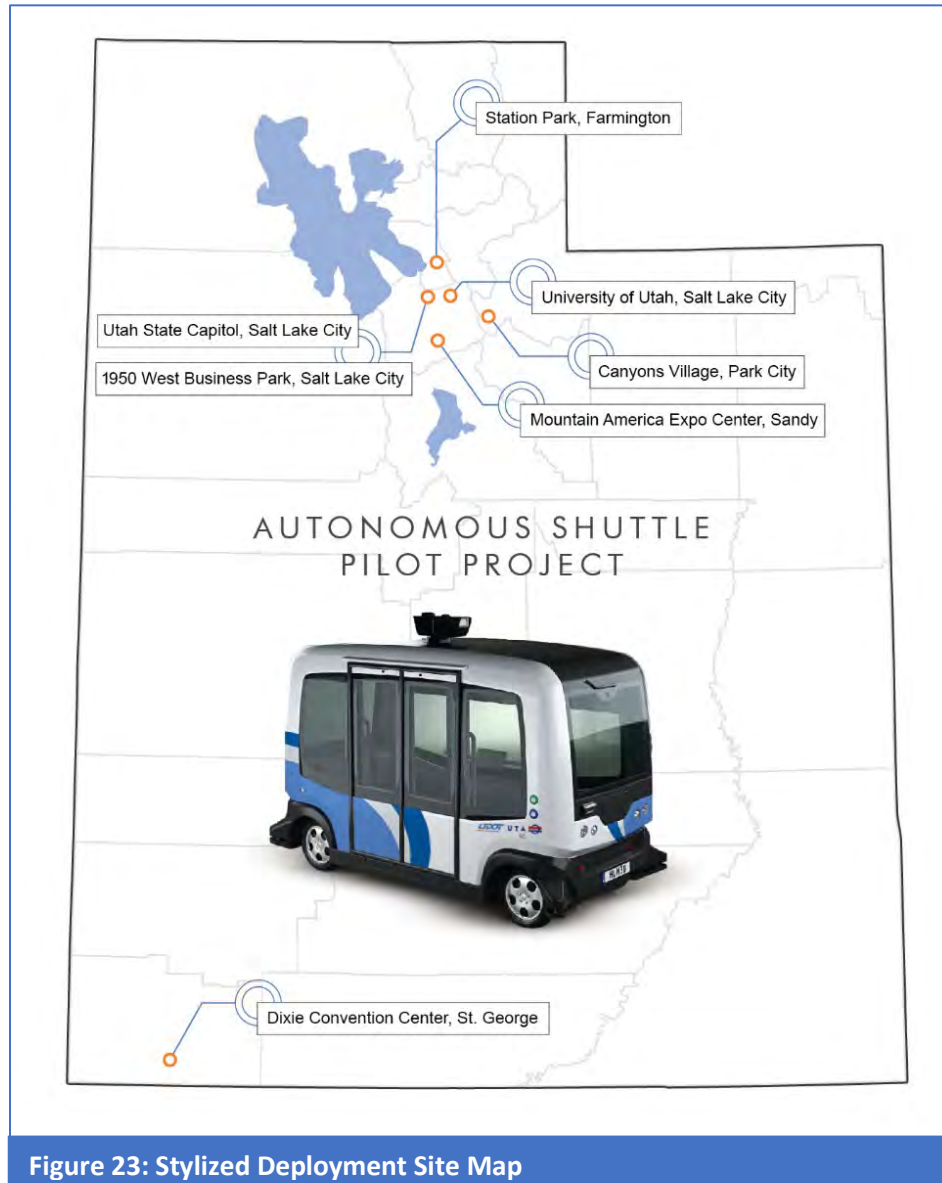 Station Park, Farmington
University of Utah, Salt Lake City
Utah State Capitol, Salt Lake City
1950 West Business Park, Salt Lake City
Canyons Village, Park City
Mountain America Expo Center, Sandy
AUTONOMOUS SHUTTLE
PILOT PROJECT
UDOT UTA
Dixie Convention Center, St. George
Figure 23: Stylized Deployment Site Map